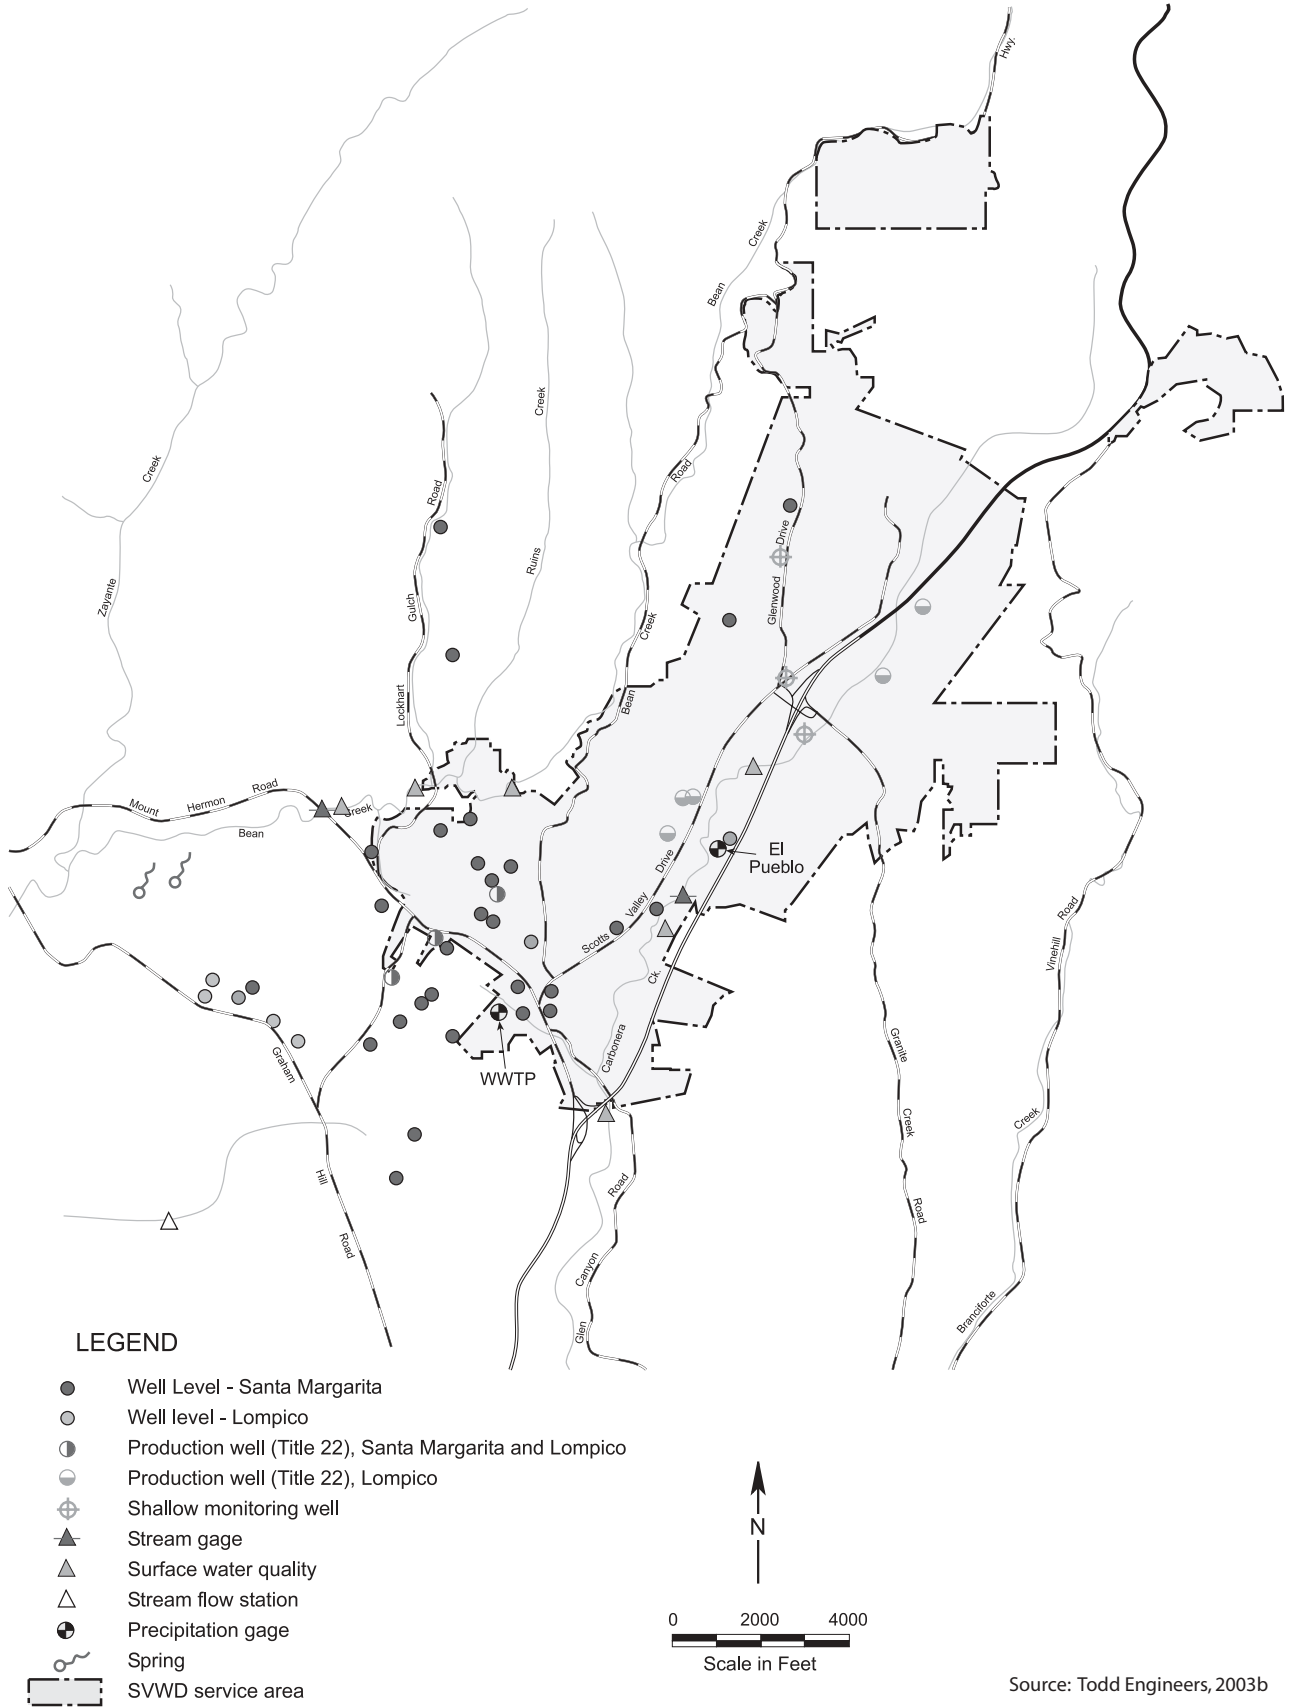 Hwy.
Creek
Bean
Creek
Creek
Road
Road
Drive
Ruins
Zayante
Gulch
Glenwood
Creek
Lockhart
Bean
Mount
Hermon
Road
Creek
Bean
El
Pueblo
Drive
Valley
Scotts
Road
Vinehill
Ck.
Carbonera
Granite
Graham
WWTP
Creek
Creek
Hill
Road
Road
Road
Canyon
Glen
Branciforte
LEGEND
Well Level - Santa Margarita
Well level - Lompico
Production well (Title 22), Santa Margarita and Lompico
Production well (Title 22), Lompico
Shallow monitoring well
Stream gage
Surface water quality
Stream flow station
Precipitation gage
Spring
SVWD service area
N
0 2000 4000
Scale in Feet
Source: Todd Engineers, 2003b